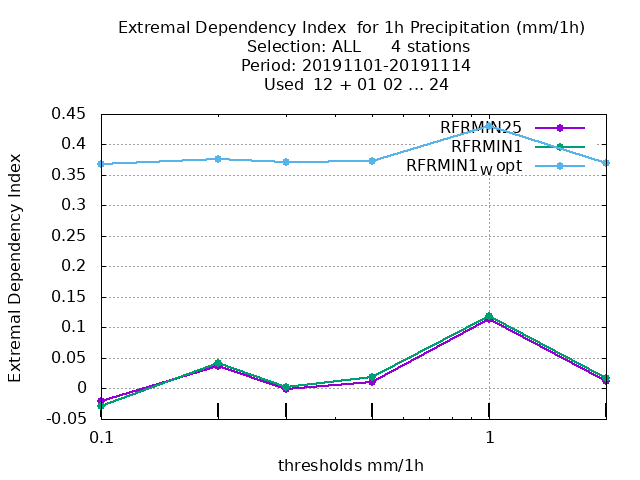 Extremal Dependency Index  for 1h Precipitation (mm/1h)
Selection: ALL      4 stations
Period: 20191101-20191114
Used  12 + 01 02 ... 24
RFRMIN25
RFRMIN1
RFRMIN1W opt
0.45
0.4
0.35
0.3
0.25
0.2
0.15
0.1
0.05
0
-0.05
Extremal Dependency Index
0.1
1
thresholds mm/1h